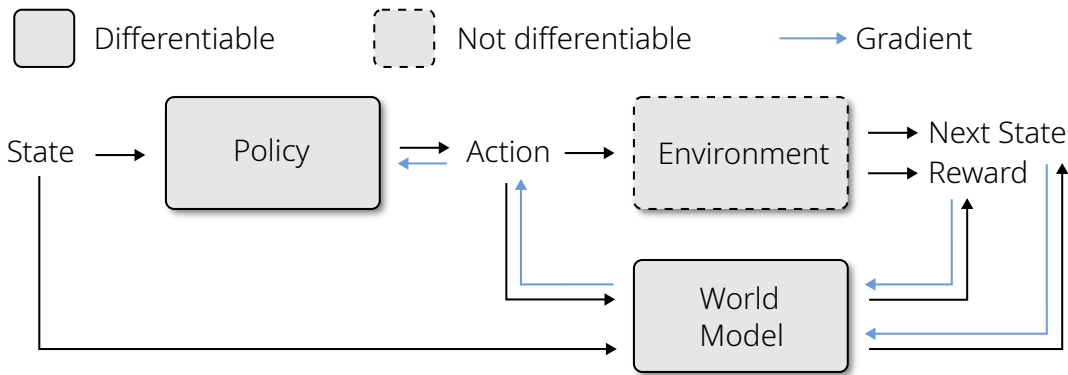 Differentiable
Not differentiable
Gradient
State
Policy
Action
Environment
Next State
Reward
World
Model